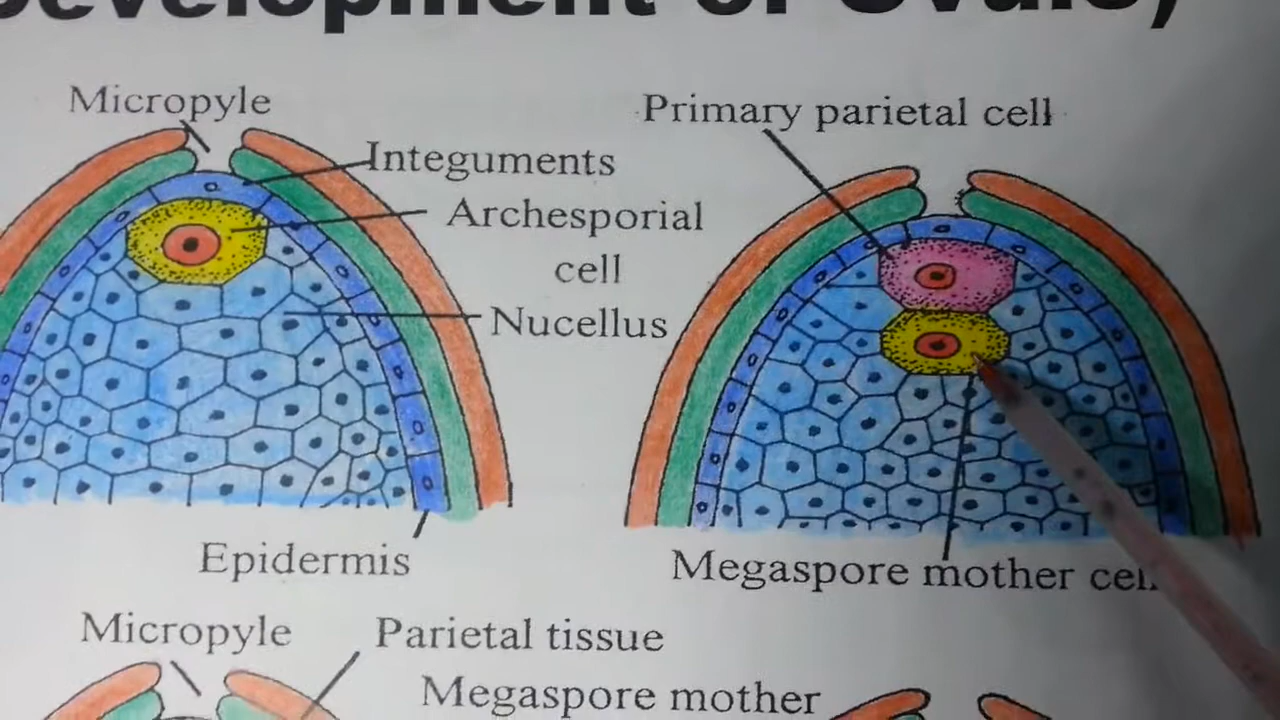 Development of Ovule,
Micropyle
Integuments
Archesporial
cell
Nucellus
Epidermis
Primary parietal cell
Megaspore mother cell
Micropyle
Parietal tissue
Megaspore mother